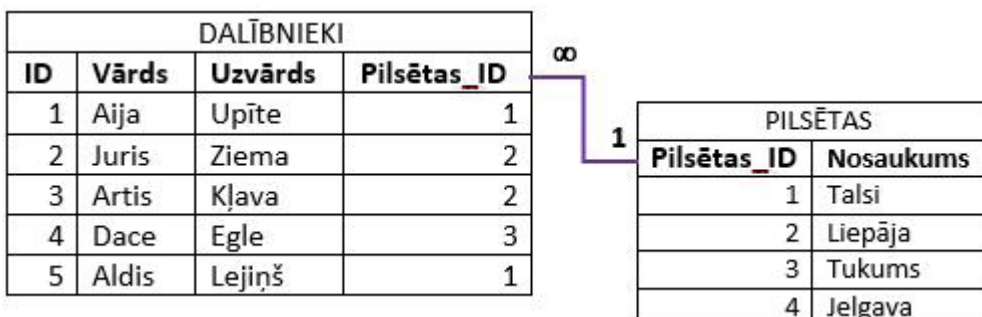 DALĪBNIEKI
ID Vārds Uzvārds Pilsētas_ID
1 Aija Upīte 1
2 Juris Ziema 2
3 Artis Kļava 2
4 Dace Egle 3
5 Aldis Lejiņš 1
∞
1
PILSĒTAS
Pilsētas_ID Nosaukums
1 Talsi
2 Liepāja
3 Tukums
4 Jelgava